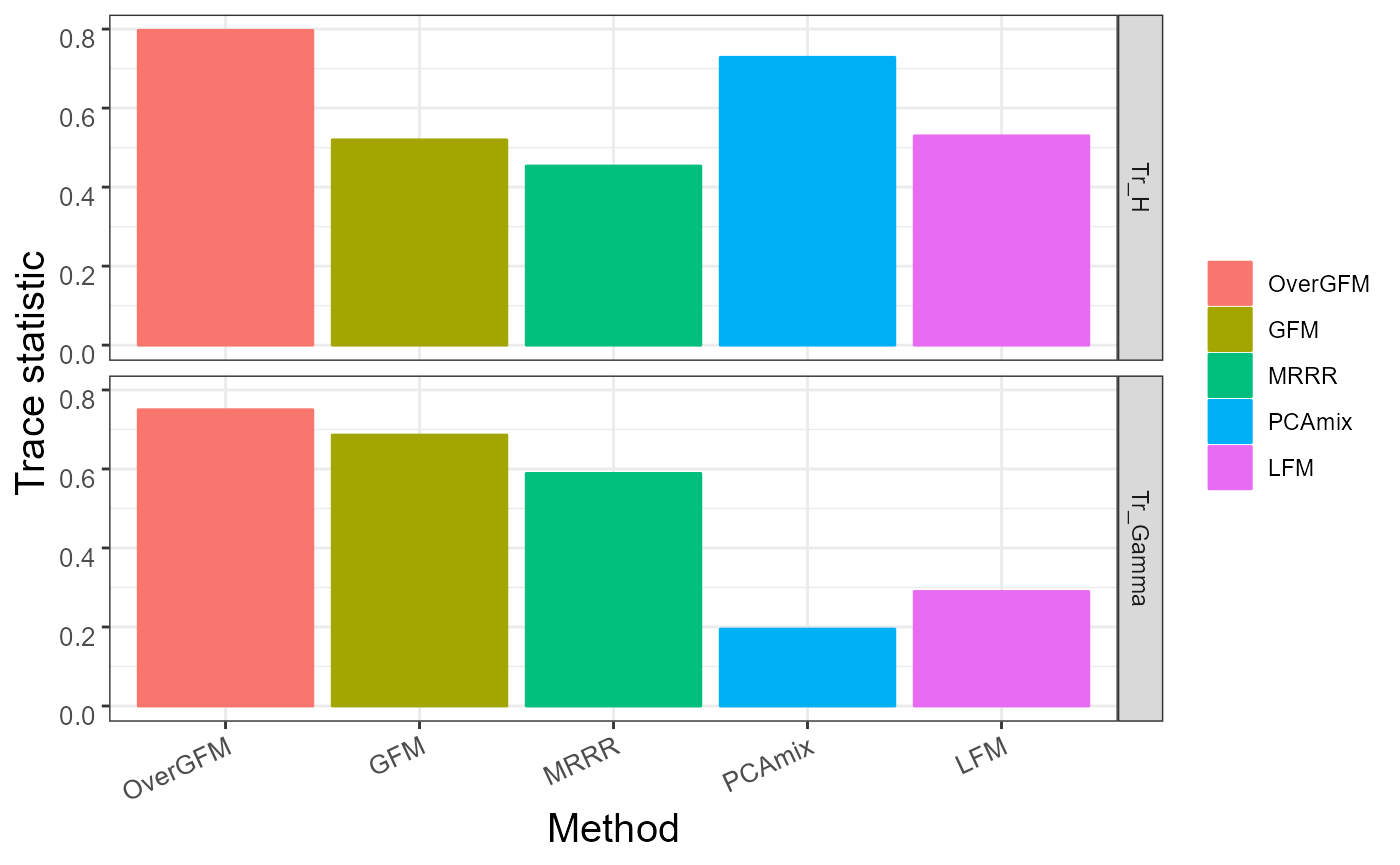 Trace statistic
0.8
0.6
0.4
0.2
0.0
Tr_H
0.8
0.6
0.4
0.2
0.0
Tr_Gamma
OverGFM
GFM
MRRR
PCAmix
LFM
Method
OverGFM
GFM
MRRR
PCAmix
LFM